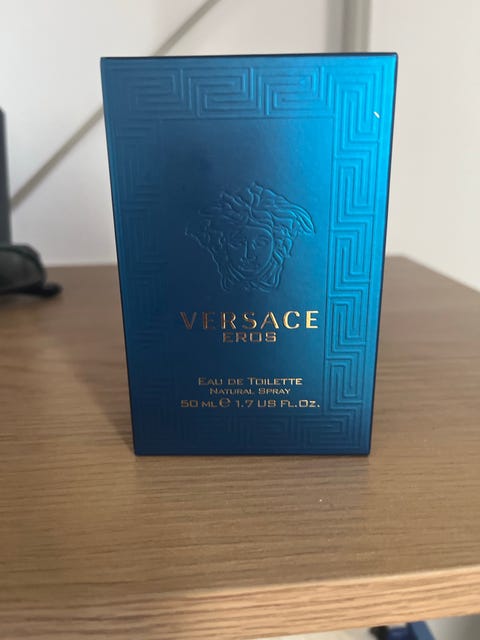 VERSACE
EROS
EAU DE TOILETTE
NATURAL SPRAY
50 ML ℮ 1.7 US FL.OZ.